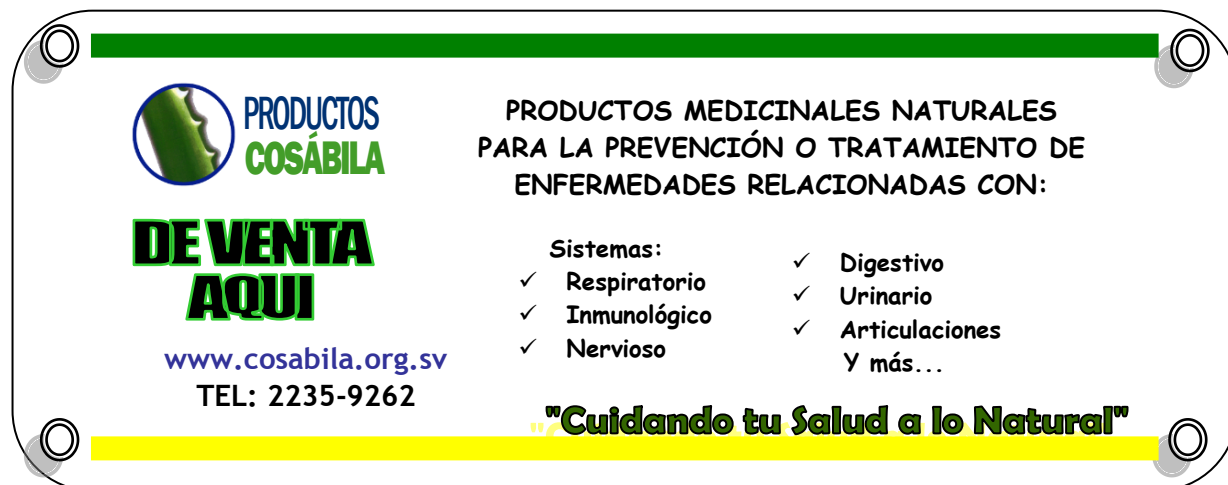 PRODUCTOS
COSÁBILA
DE VENTA
AQUI
www.cosabila.org.sv
TEL: 2235-9262
PRODUCTOS MEDICINALES NATURALES
PARA LA PREVENCIÓN O TRATAMIENTO DE
ENFERMEDADES RELACIONADAS CON:
Sistemas:
✓ Respiratorio
✓ Inmunológico
✓ Nervioso
✓ Digestivo
✓ Urinario
✓ Articulaciones
Y más...
"Cuidando tu Salud a lo Natural"